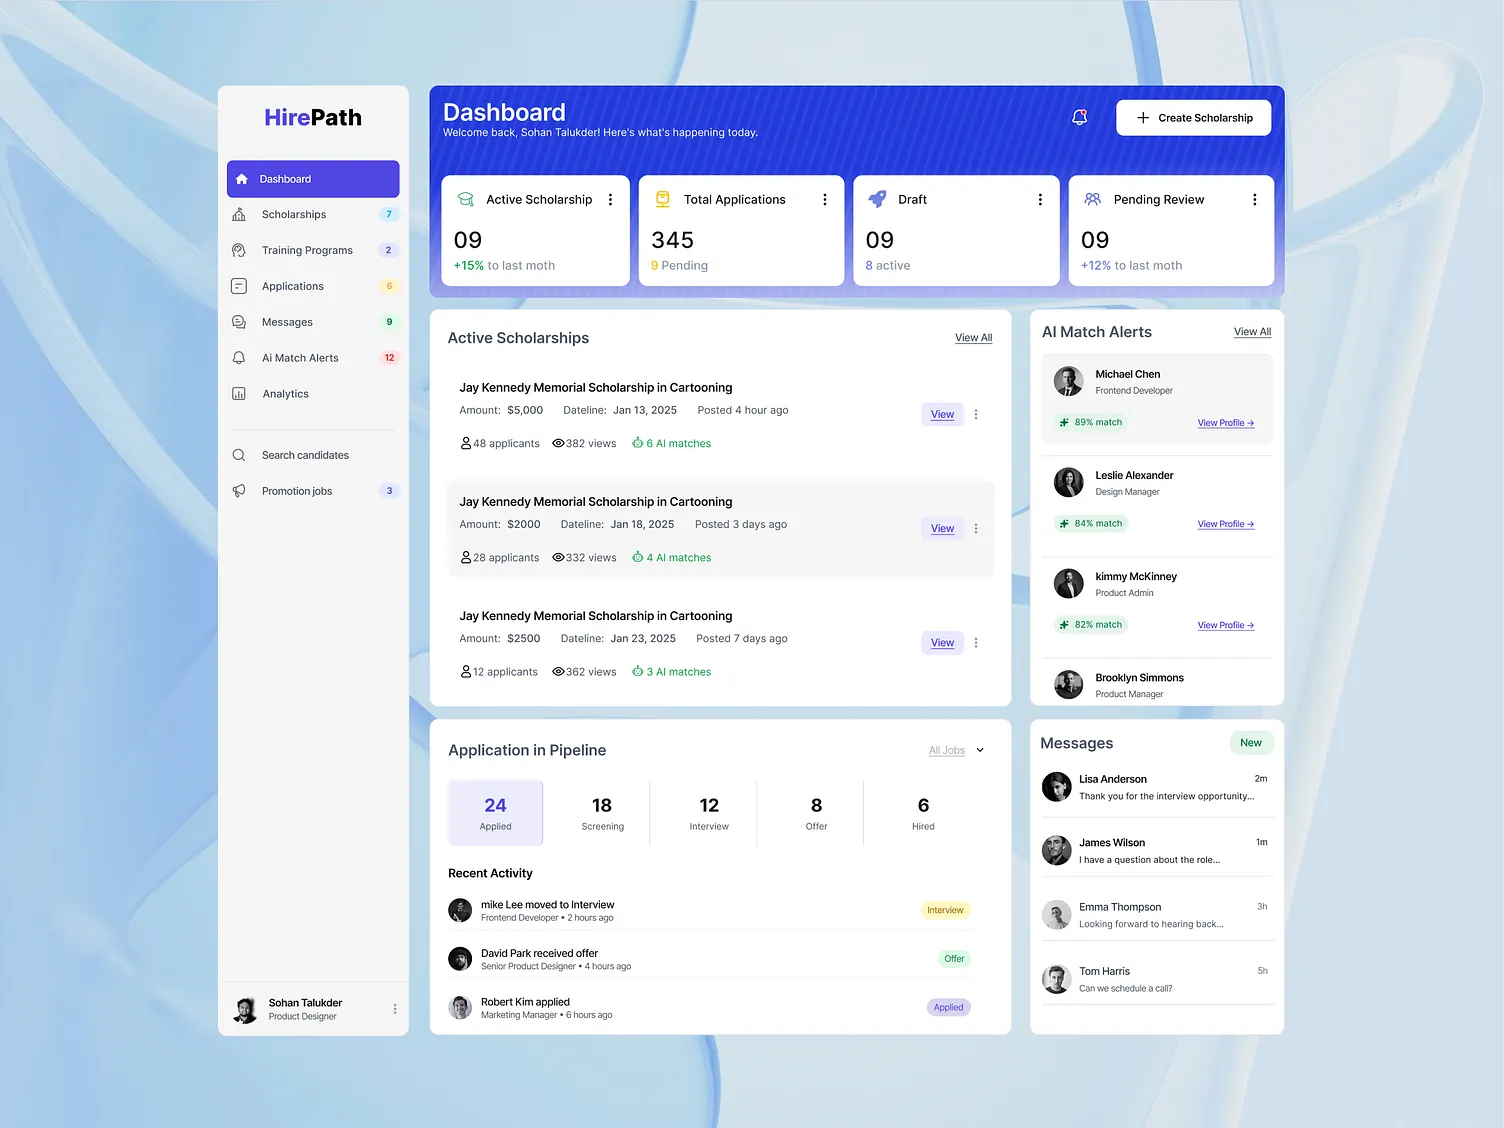 HirePath
Dashboard
Scholarships 7
Training Programs 2
Applications 6
Messages 9
Ai Match Alerts 12
Analytics
Search candidates
Promotion jobs 3
Sohan Talukder
Product Designer
Dashboard
Welcome back, Sohan Talukder! Here's what's happening today.
+ Create Scholarship
Active Scholarship
09
+15% to last moth
Total Applications
345
9 Pending
Draft
09
8 active
Pending Review
09
+12% to last moth
Active Scholarships View All
Jay Kennedy Memorial Scholarship in Cartooning
Amount: $5,000 Dateline: Jan 13, 2025 Posted 4 hour ago
View
48 applicants 382 views 6 AI matches
Jay Kennedy Memorial Scholarship in Cartooning
Amount: $2000 Dateline: Jan 18, 2025 Posted 3 days ago
View
28 applicants 332 views 4 AI matches
Jay Kennedy Memorial Scholarship in Cartooning
Amount: $2500 Dateline: Jan 23, 2025 Posted 7 days ago
View
12 applicants 362 views 3 AI matches
AI Match Alerts View All
Michael Chen
Frontend Developer
89% match View Profile →
Leslie Alexander
Design Manager
84% match View Profile →
kimmy McKinney
Product Admin
82% match View Profile →
Brooklyn Simmons
Product Manager
Application in Pipeline All Jobs
24 18 12 8 6
Applied Screening Interview Offer Hired
Recent Activity
mike Lee moved to Interview
Frontend Developer • 2 hours ago
Interview
David Park received offer
Senior Product Designer • 4 hours ago
Offer
Robert Kim applied
Marketing Manager • 6 hours ago
Applied
Messages New
Lisa Anderson 2m
Thank you for the interview opportunity...
James Wilson 1m
I have a question about the role...
Emma Thompson 3h
Looking forward to hearing back...
Tom Harris 5h
Can we schedule a call?